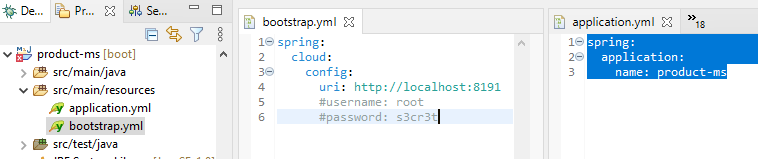 De...
Pr...
Se...
product-ms [boot]
src/main/java
src/main/resources
application.yml
bootstrap.yml
src/test/java
bootstrap.yml
1 spring:
2   cloud:
3     config:
4       uri: http://localhost:8191
5       #username: root
6       #password: s3cr3t
application.yml
»18
1 spring:
2   application:
3     name: product-ms